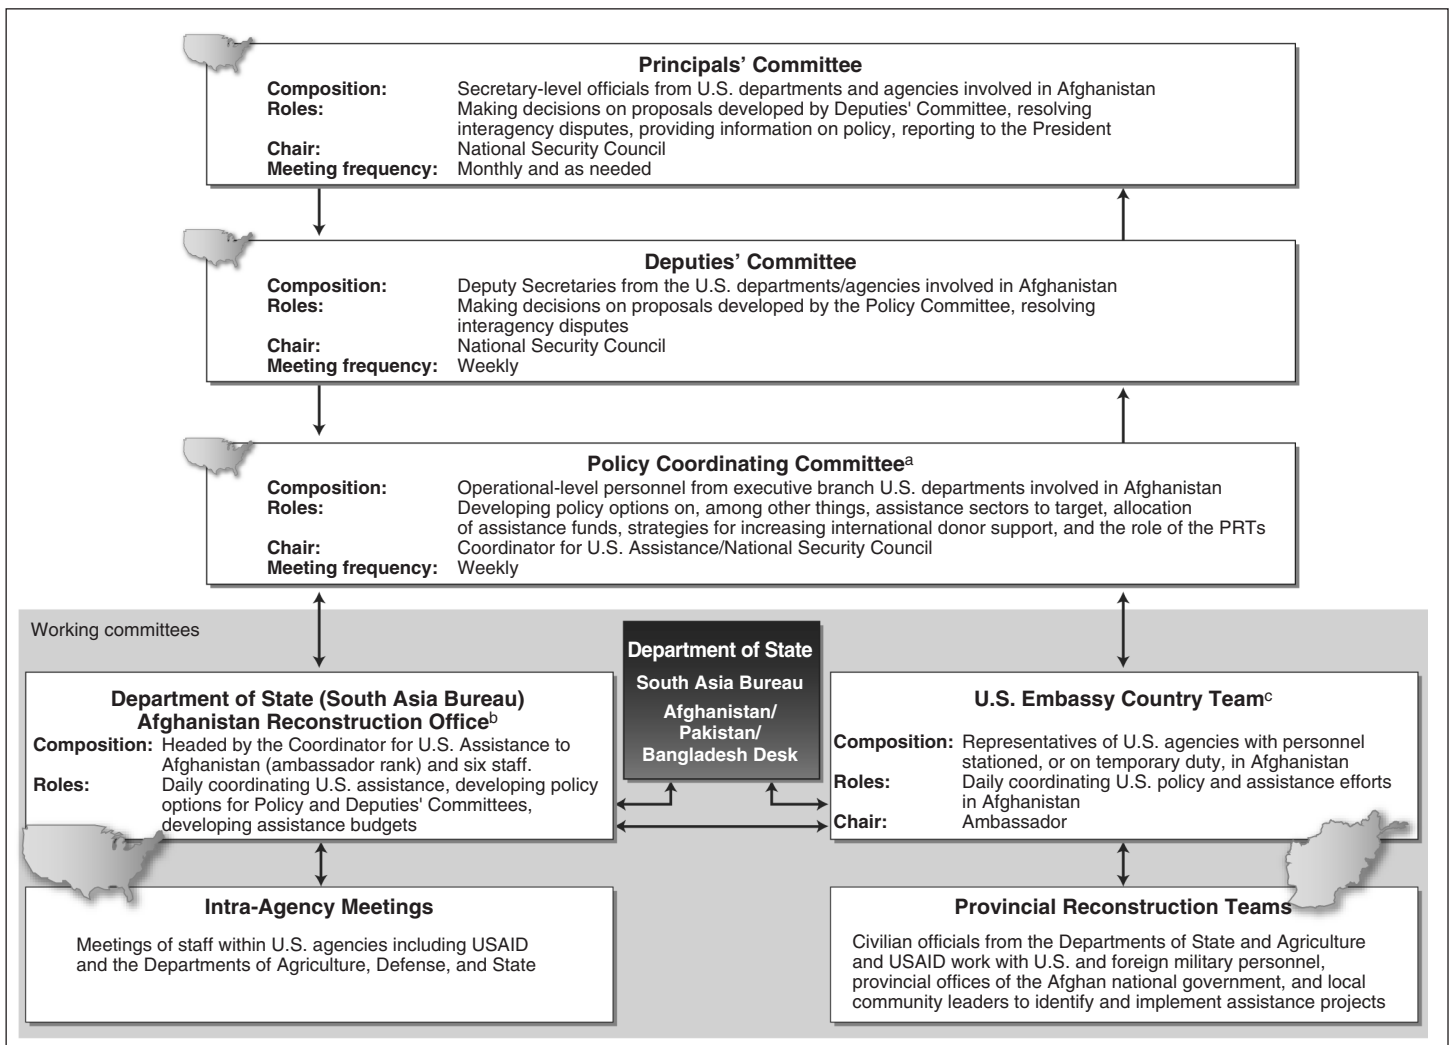 Principals' Committee
Composition: Secretary-level officials from U.S. departments and agencies involved in Afghanistan
Roles: Making decisions on proposals developed by Deputies' Committee, resolving
interagency disputes, providing information on policy, reporting to the President
Chair: National Security Council
Meeting frequency: Monthly and as needed
Deputies' Committee
Composition: Deputy Secretaries from the U.S. departments/agencies involved in Afghanistan
Roles: Making decisions on proposals developed by the Policy Committee, resolving
interagency disputes
Chair: National Security Council
Meeting frequency: Weekly
Policy Coordinating Committeeᵃ
Composition: Operational-level personnel from executive branch U.S. departments involved in Afghanistan
Roles: Developing policy options on, among other things, assistance sectors to target, allocation
of assistance funds, strategies for increasing international donor support, and the role of the PRTs
Chair: Coordinator for U.S. Assistance/National Security Council
Meeting frequency: Weekly
Working committees
Department of State (South Asia Bureau)
Afghanistan Reconstruction Officeᵇ
Composition: Headed by the Coordinator for U.S. Assistance to
Afghanistan (ambassador rank) and six staff.
Roles: Daily coordinating U.S. assistance, developing policy
options for Policy and Deputies' Committees,
developing assistance budgets
Department of State
South Asia Bureau
Afghanistan/
Pakistan/
Bangladesh Desk
U.S. Embassy Country Teamᶜ
Composition: Representatives of U.S. agencies with personnel
stationed, or on temporary duty, in Afghanistan
Roles: Daily coordinating U.S. policy and assistance efforts
in Afghanistan
Chair: Ambassador
Intra-Agency Meetings
Meetings of staff within U.S. agencies including USAID
and the Departments of Agriculture, Defense, and State
Provincial Reconstruction Teams
Civilian officials from the Departments of State and Agriculture
and USAID work with U.S. and foreign military personnel,
provincial offices of the Afghan national government, and local
community leaders to identify and implement assistance projects